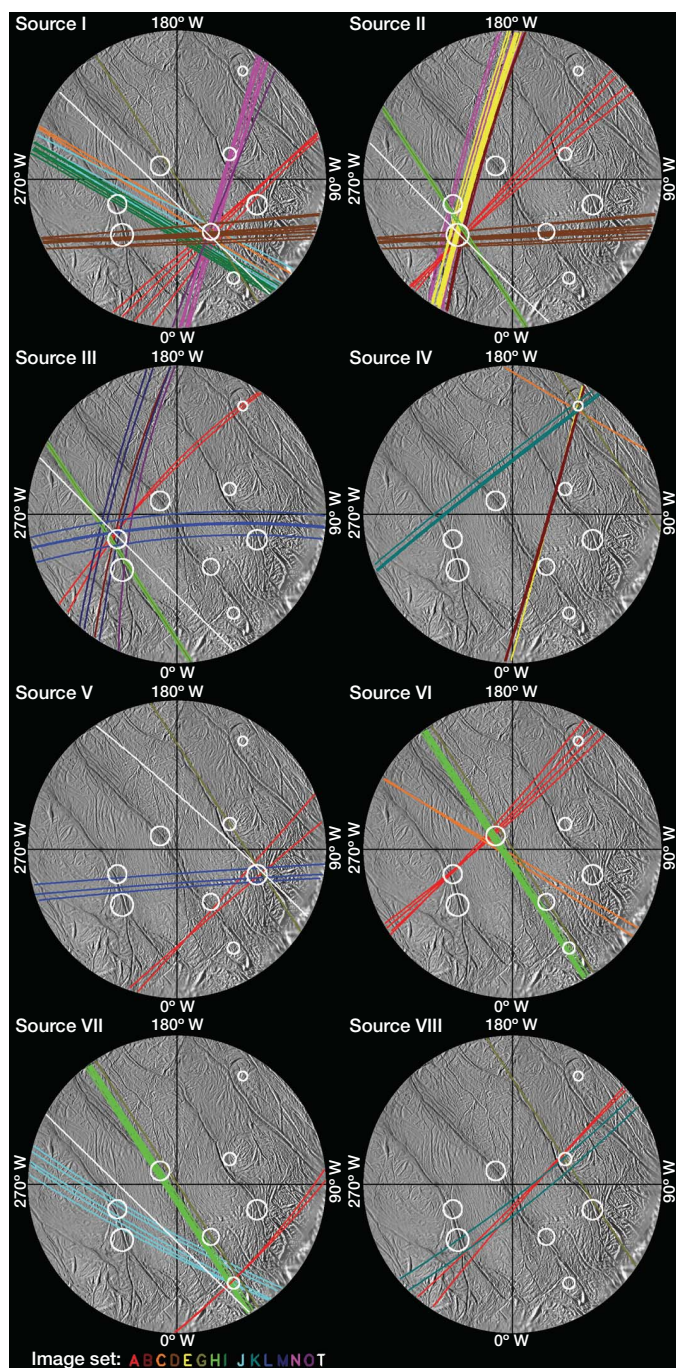 Source I
180° W
270° W
90° W
0° W
Source II
180° W
270° W
90° W
0° W
Source III
180° W
270° W
90° W
0° W
Source IV
180° W
270° W
90° W
0° W
Source V
180° W
270° W
90° W
0° W
Source VI
180° W
270° W
90° W
0° W
Source VII
180° W
270° W
90° W
0° W
Source VIII
180° W
270° W
90° W
0° W
Image set: A B C D E G H I J K L M N O T